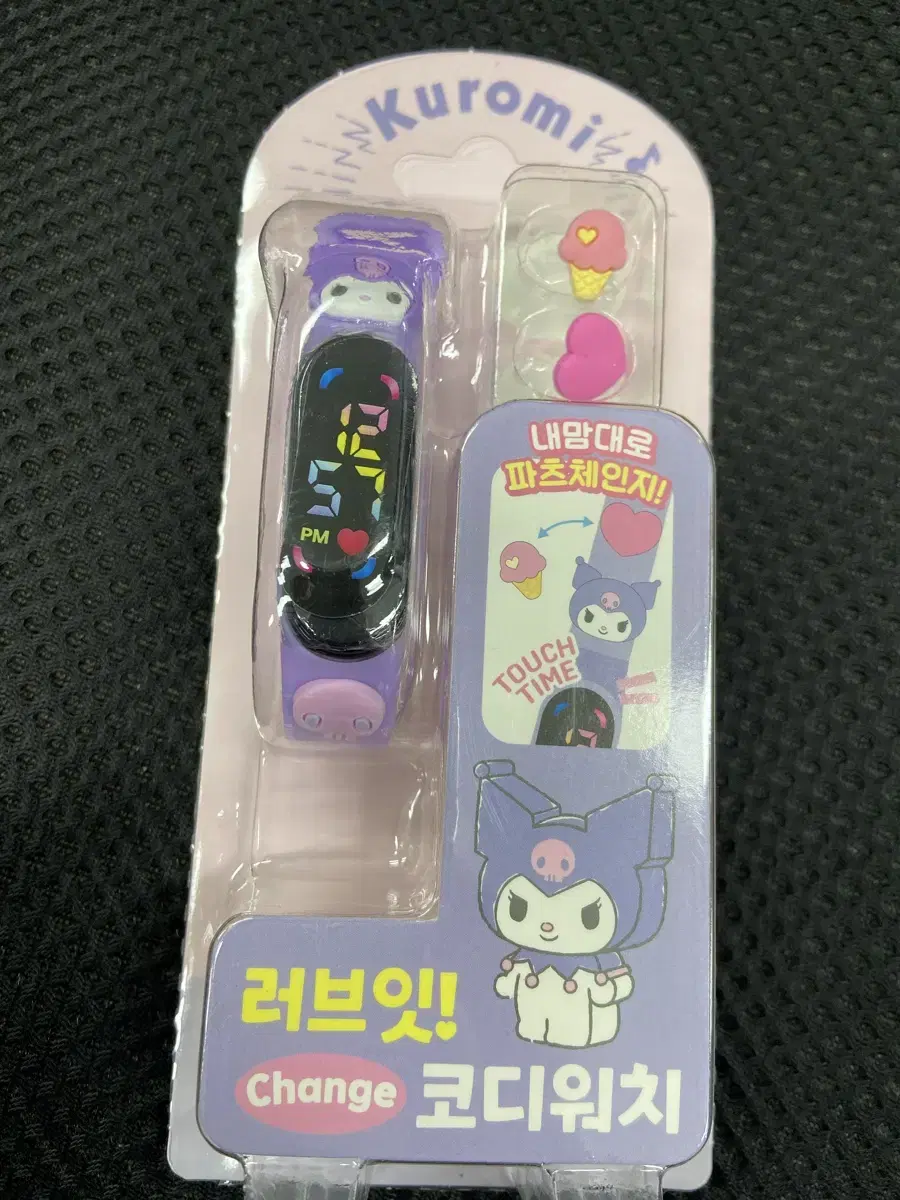 Kuromi
내맘대로
파츠체인지!
TOUCH
TIME
PM
러브잇!
Change 코디워치